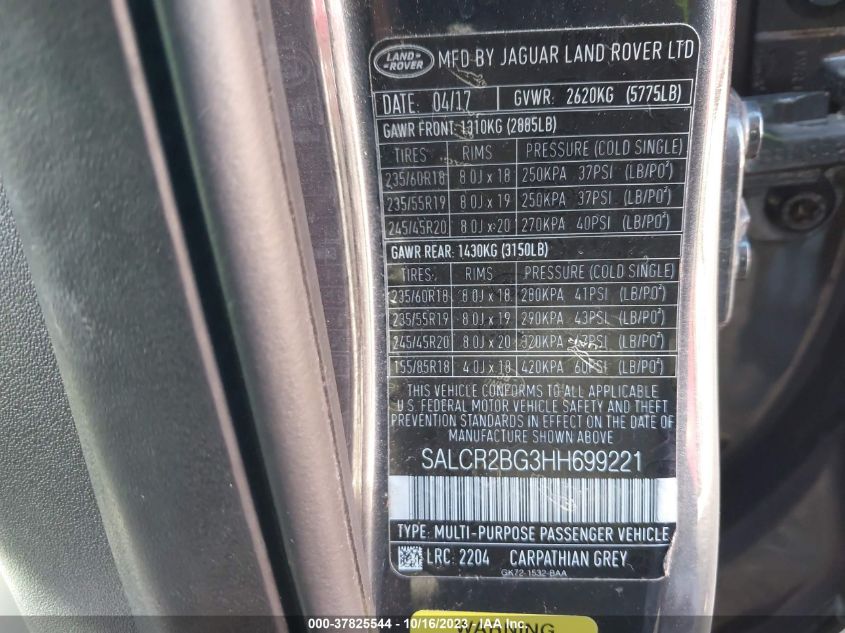 LAND ROVER MFD BY JAGUAR LAND ROVER LTD
DATE: 04/17 GVWR: 2620KG (5775LB)
GAWR FRONT: 1310KG (2885LB)
TIRES RIMS PRESSURE (COLD SINGLE)
235/60R18 8.0J x 18 250KPA 37PSI (LB/PO²)
235/55R19 8.0J x 19 250KPA 37PSI (LB/PO²)
245/45R20 8.0J x 20 270KPA 40PSI (LB/PO²)
GAWR REAR: 1430KG (3150LB)
TIRES RIMS PRESSURE (COLD SINGLE)
235/60R18 8.0J x 18 280KPA 41PSI (LB/PO²)
235/55R19 8.0J x 19 290KPA 43PSI (LB/PO²)
245/45R20 8.0J x 20 320KPA (LB/PO²)
155/85R18 4.0J x 18 420KPA 60PSI (LB/PO²)
THIS VEHICLE CONFORMS TO ALL APPLICABLE
U.S. FEDERAL MOTOR VEHICLE SAFETY AND THEFT
PREVENTION STANDARDS IN EFFECT ON THE DATE OF
MANUFACTURE SHOWN ABOVE
SALCR2BG3HH699221
TYPE: MULTI-PURPOSE PASSENGER VEHICLE
LRC: 2204 CARPATHIAN GREY
GK72-1532-BAA
WARNING
000-37825544 - 10/16/2023 - IAA Inc.